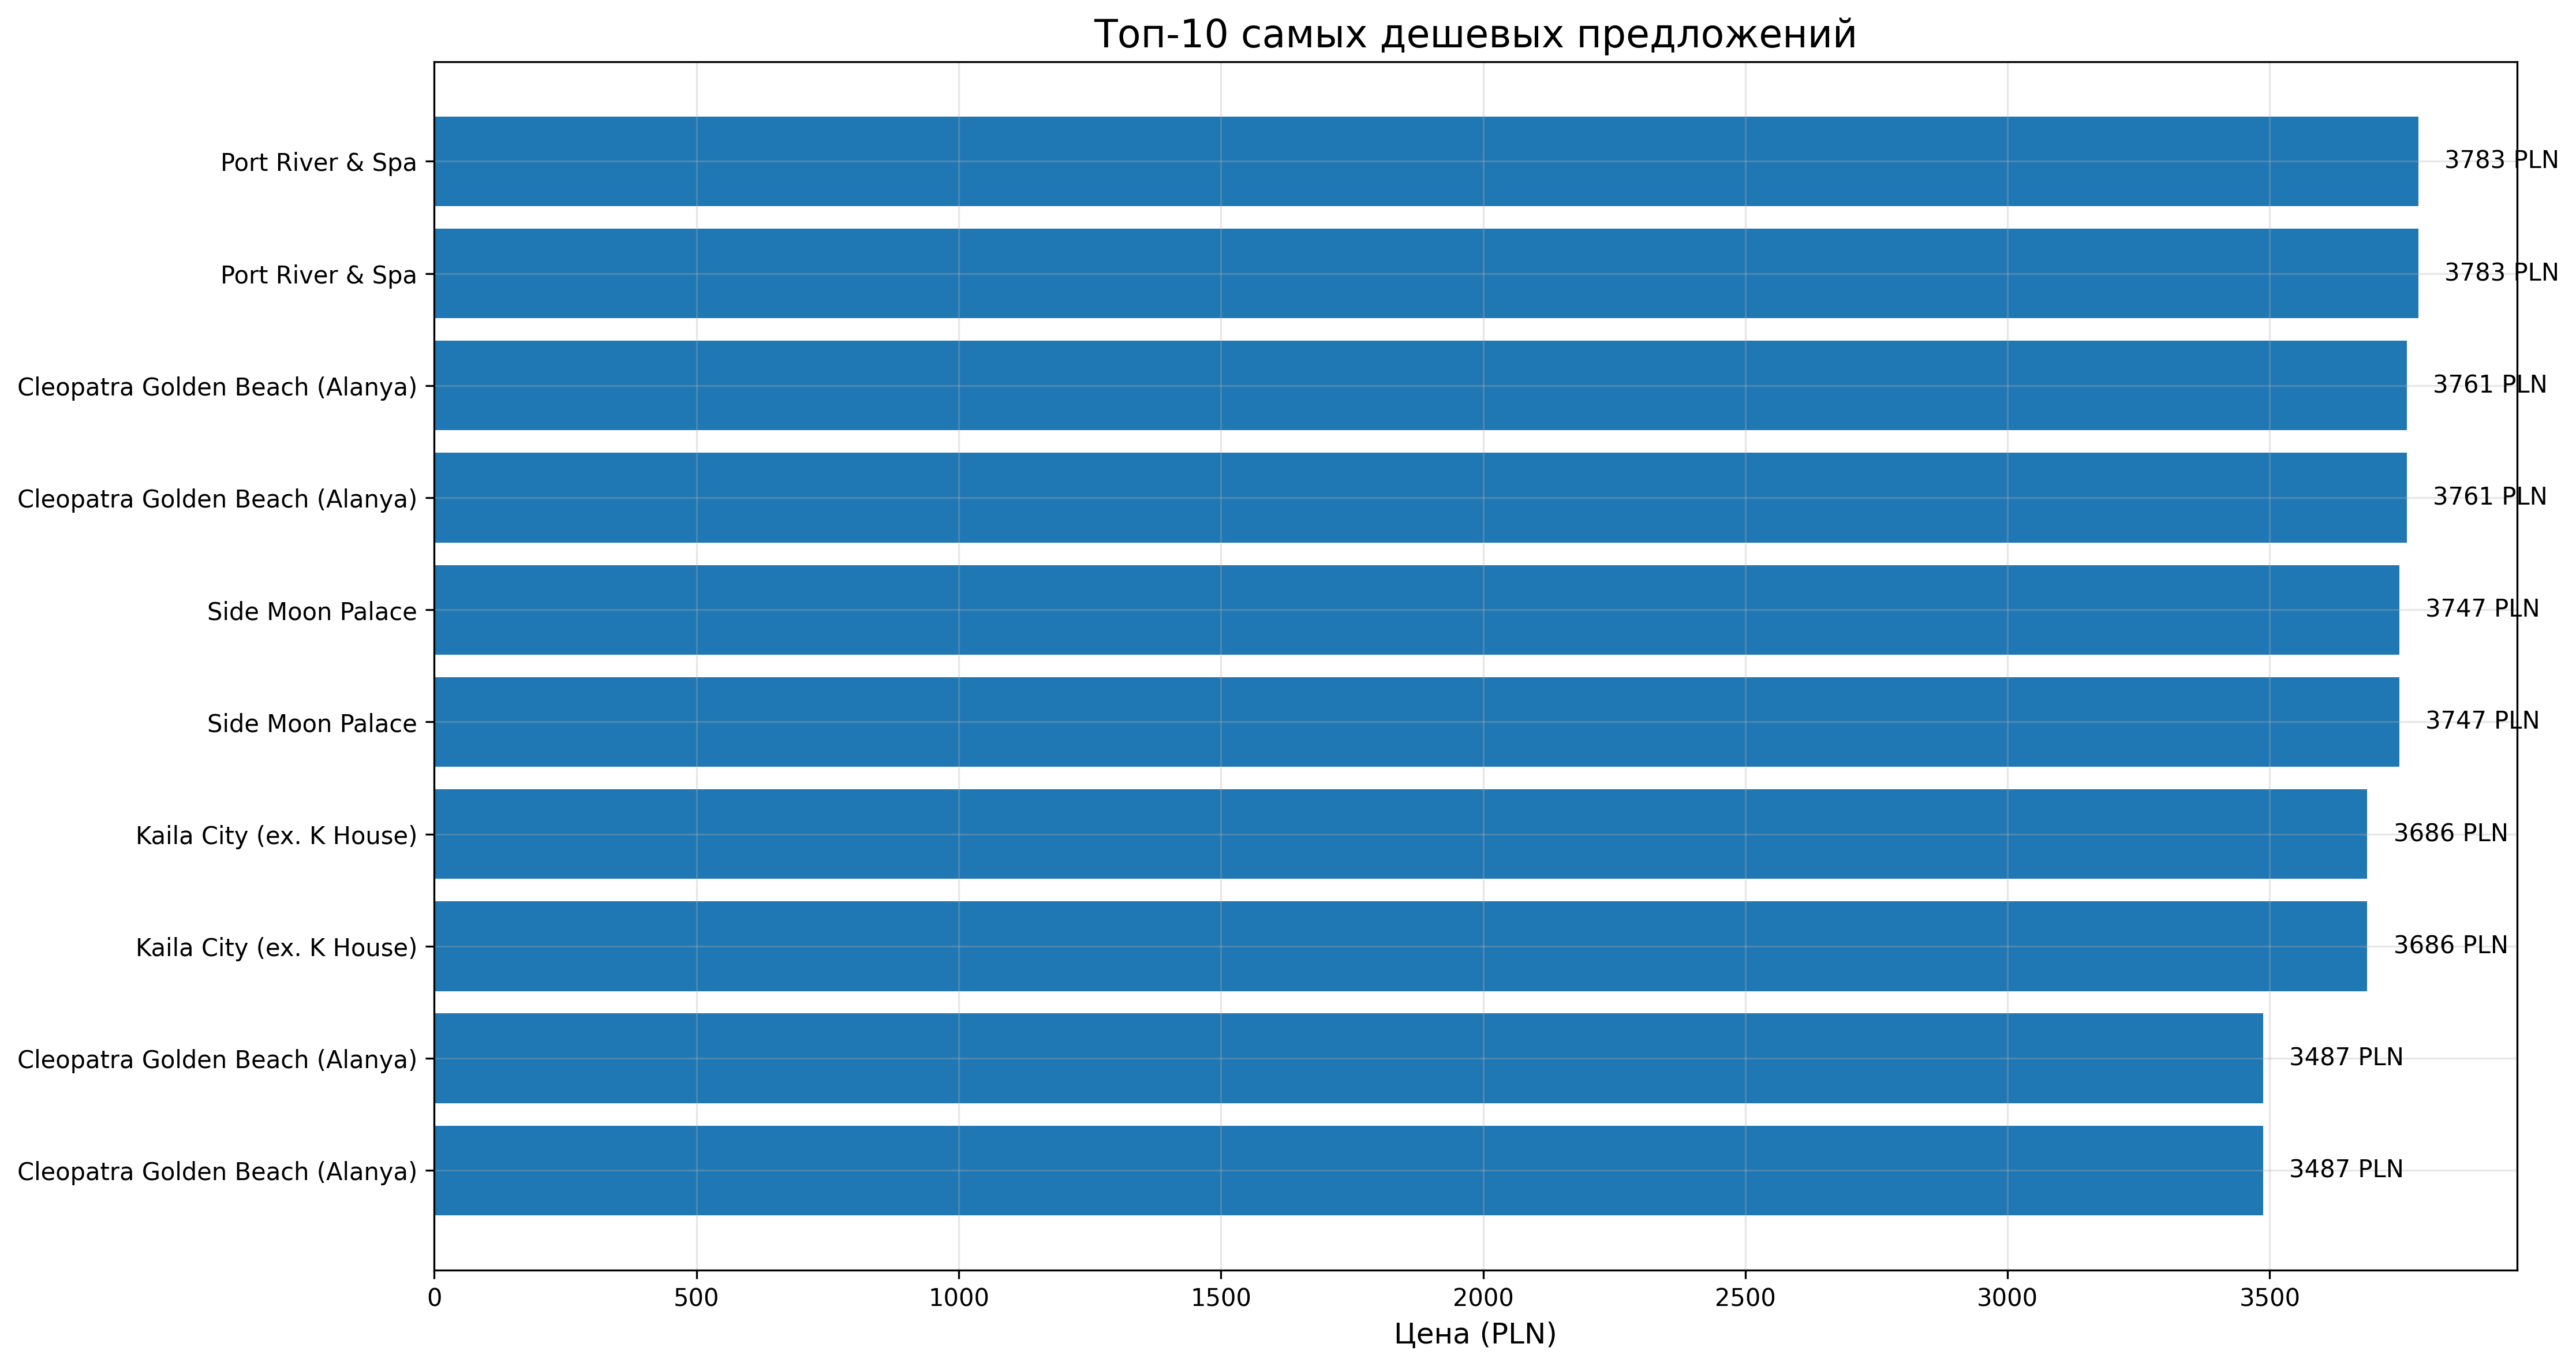 Топ-10 самых дешевых предложений
Port River & Spa
3783 PLN
Port River & Spa
3783 PLN
Cleopatra Golden Beach (Alanya)
3761 PLN
Cleopatra Golden Beach (Alanya)
3761 PLN
Side Moon Palace
3747 PLN
Side Moon Palace
3747 PLN
Kaila City (ex. K House)
3686 PLN
Kaila City (ex. K House)
3686 PLN
Cleopatra Golden Beach (Alanya)
3487 PLN
Cleopatra Golden Beach (Alanya)
3487 PLN
0 500 1000 1500 2000 2500 3000 3500
Цена (PLN)